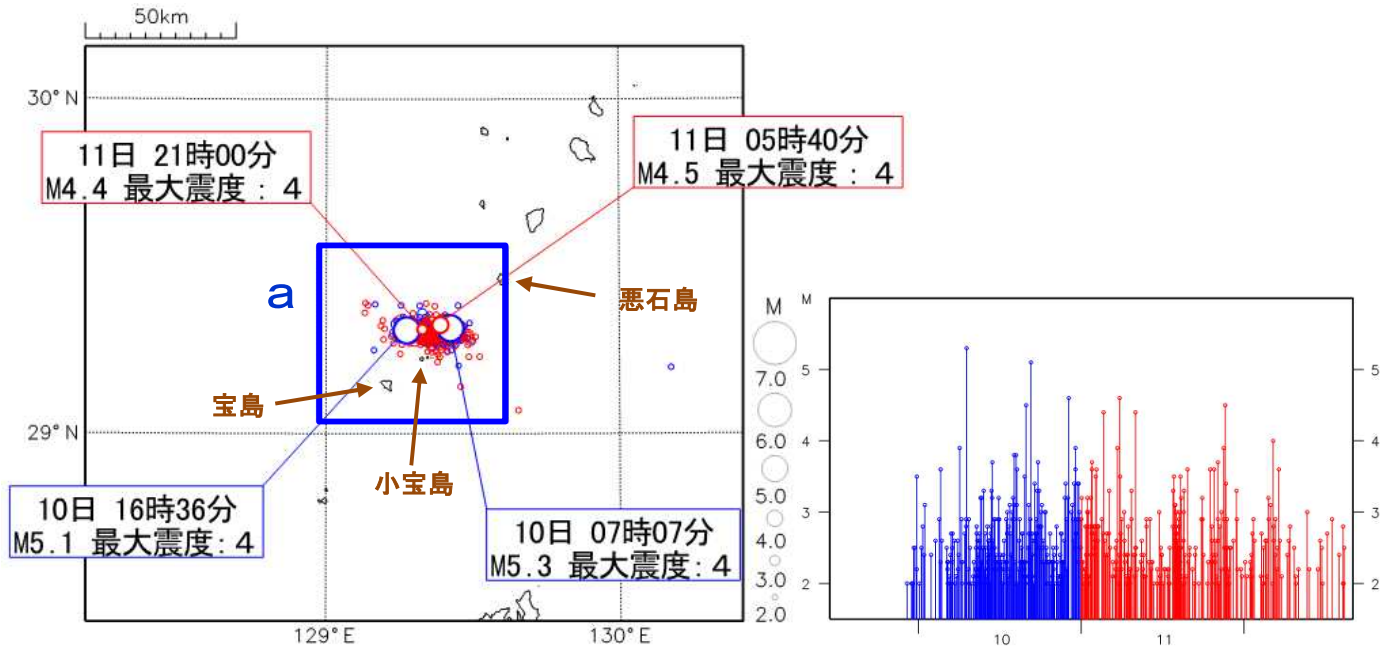 50km
30°N
11日 21時00分
M4.4 最大震度：4
11日 05時40分
M4.5 最大震度：4
a
悪石島
宝島
29°N
小宝島
10日 16時36分
M5.1 最大震度:4
10日 07時07分
M5.3 最大震度:4
129°E
130°E
M
7.0
6.0
5.0
4.0
3.0
2.0
M
5
4
3
2
5
4
3
2
10
11